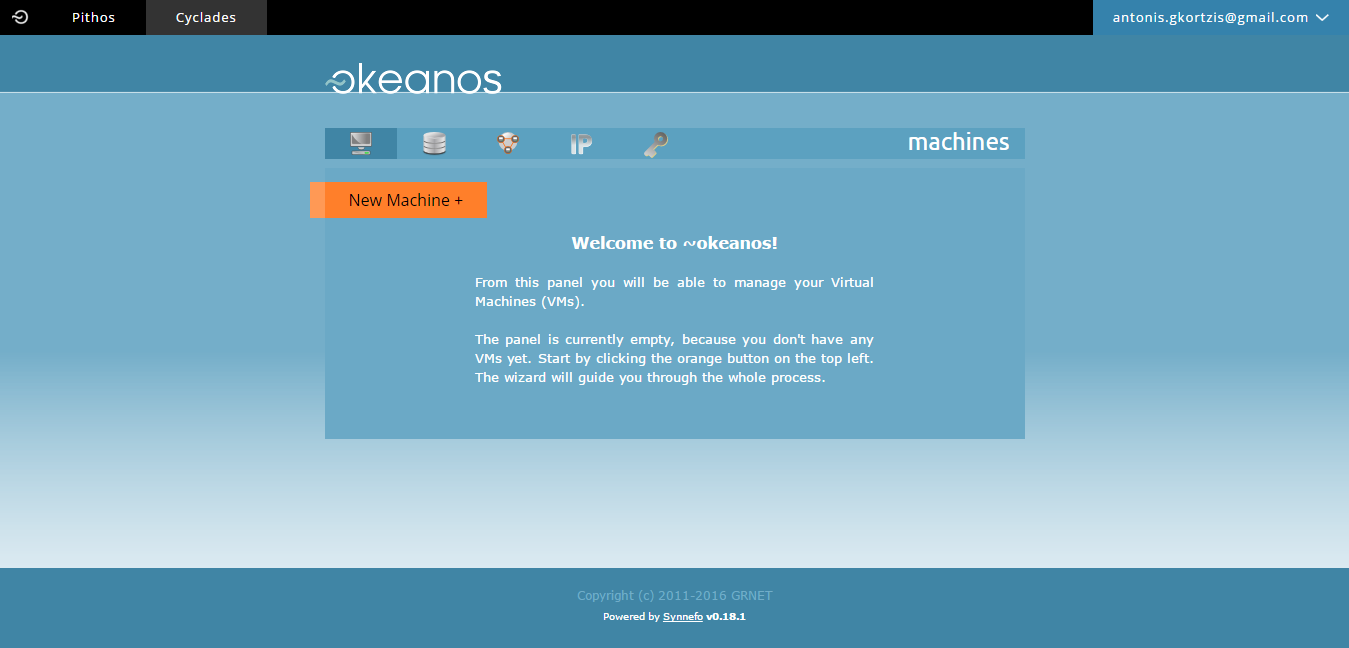 Pithos
Cyclades
antonis.gkortzis@gmail.com
~okeanos
IP
machines
New Machine +
Welcome to ~okeanos!
From this panel you will be able to manage your Virtual
Machines (VMs).
The panel is currently empty, because you don't have any
VMs yet. Start by clicking the orange button on the top left.
The wizard will guide you through the whole process.
Copyright (c) 2011-2016 GRNET
Powered by Synnefo v0.18.1